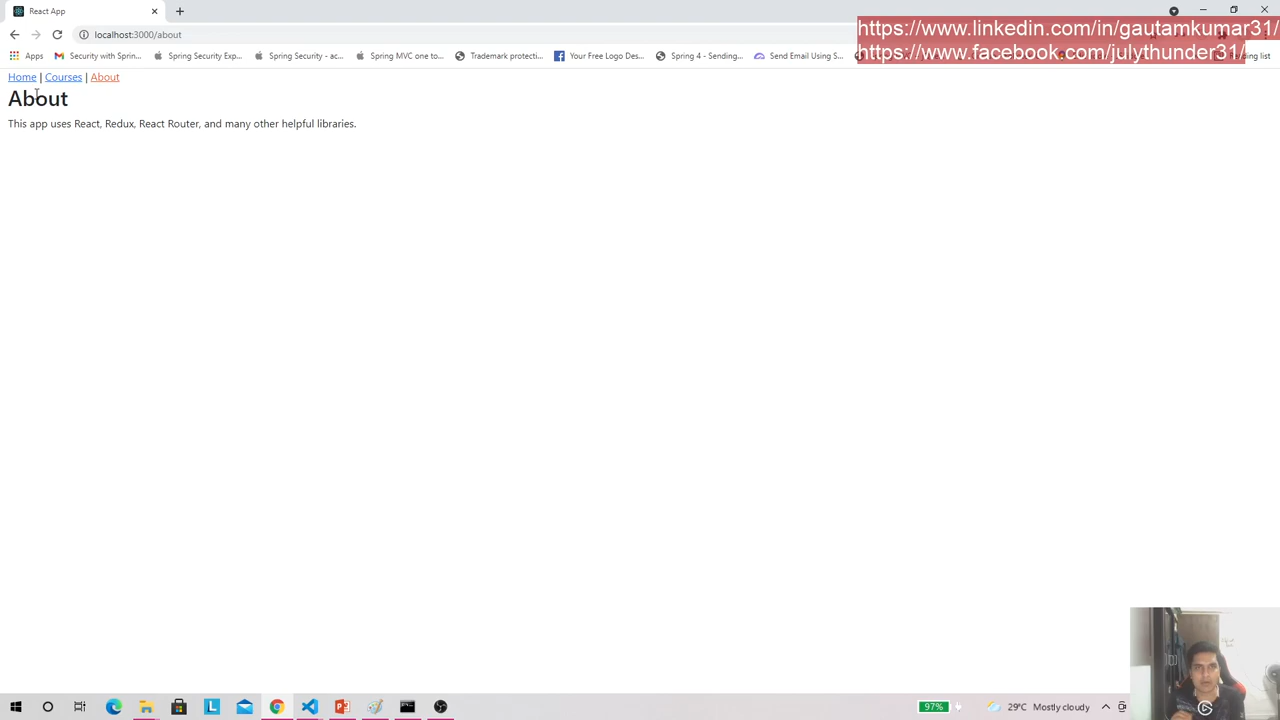 React App
localhost:3000/about
https://www.linkedin.com/in/gautamkumar31/
https://www.facebook.com/julythunder31/
Apps
Security with Sprin...
Spring Security Exp...
Spring Security - ac...
Spring MVC one to...
Trademark protecti...
Your Free Logo Des...
Spring 4 - Sending...
Send Email Using S...
Home | Courses | About
About
This app uses React, Redux, React Router, and many other helpful libraries.
97%
29°C Mostly cloudy